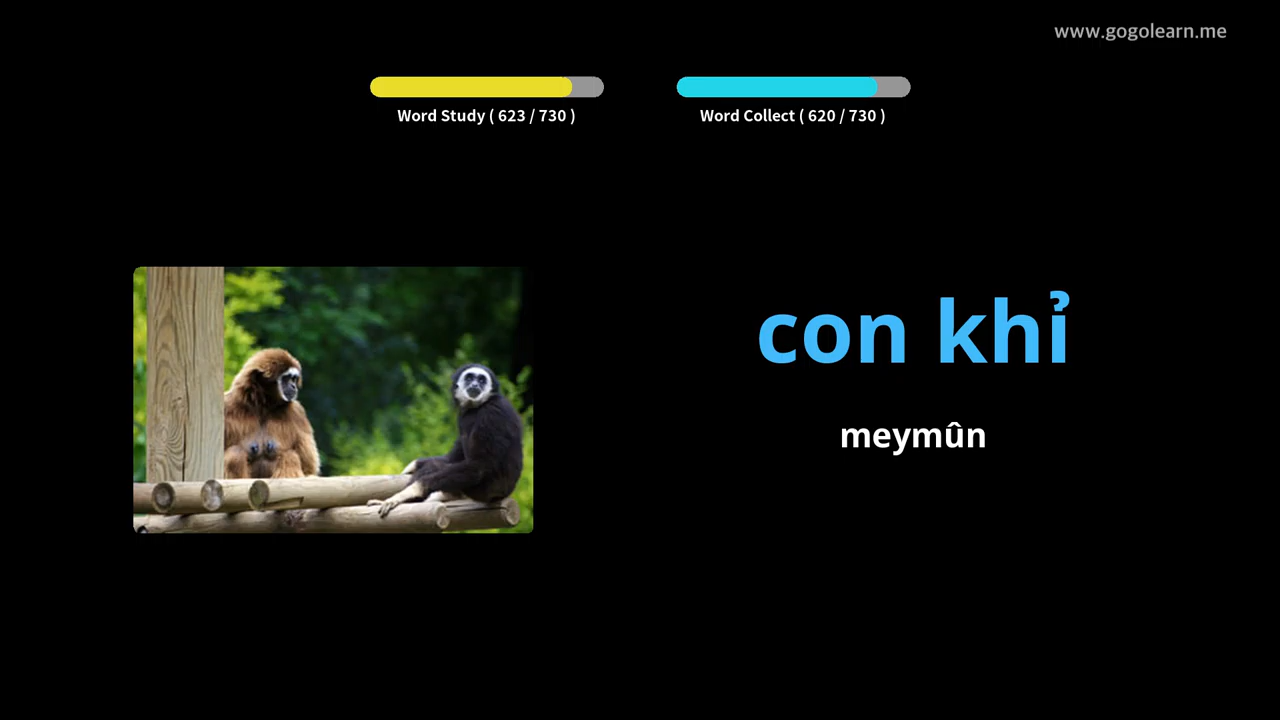 www.gogolearn.me
Word Study ( 623 / 730 )
Word Collect ( 620 / 730 )
con khỉ
meymûn